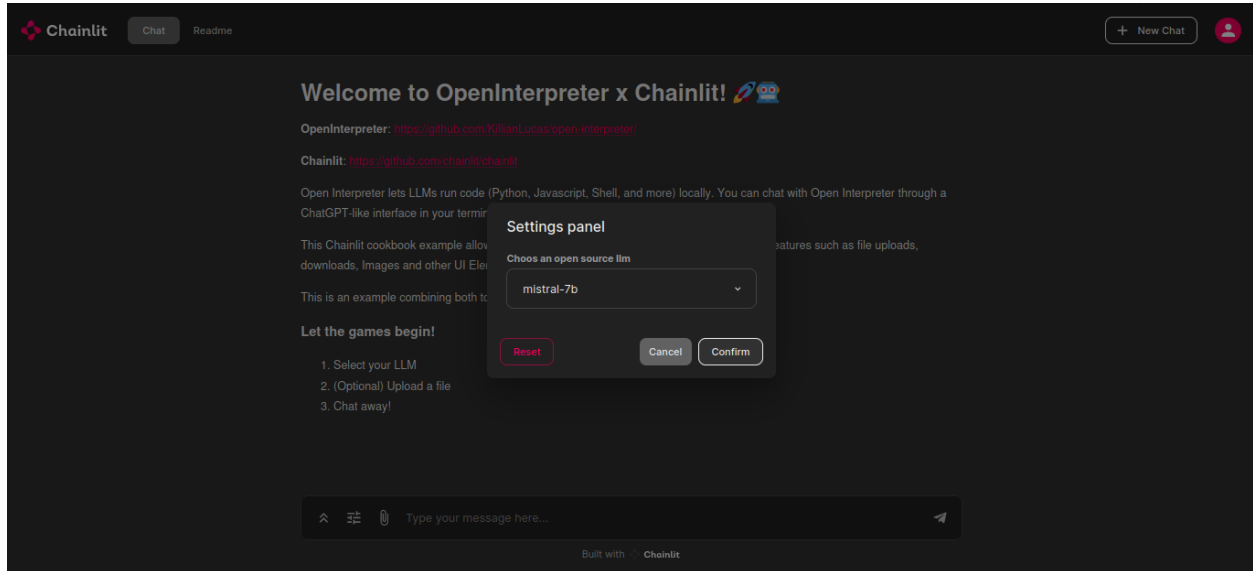 Chainlit
Chat
Readme
New Chat
Welcome to OpenInterpreter x Chainlit! 🚀🤖
OpenInterpreter: https://github.com/KillianLucas/open-interpreter/
Chainlit: https://github.com/chainlit/chainlit
Open Interpreter lets LLMs run code (Python, Javascript, Shell, and more) locally. You can chat with Open Interpreter through a
ChatGPT-like interface in your
This Chainlit cookbook example
eatures such as file uploads,
downloads, Images and other UI
This is an example combining both
Let the games begin!
1. Select your LLM
2. (Optional) Upload a file
3. Chat away!
Settings panel
Choos an open source llm
mistral-7b
Reset
Cancel
Confirm
Type your message here...
Built with Chainlit